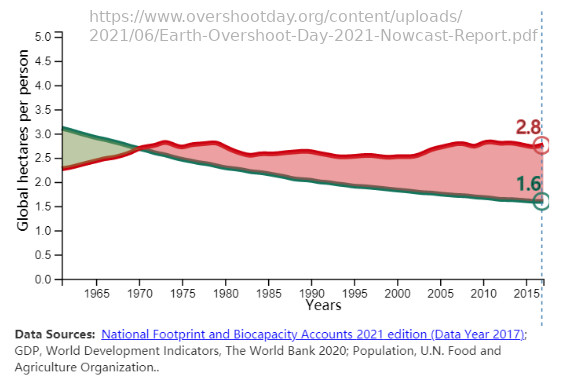 https://www.overshootday.org/content/uploads/
2021/06/Earth-Overshoot-Day-2021-Nowcast-Report.pdf
Global hectares per person
5.0
4.5
4.0
3.5
3.0
2.5
2.0
1.5
1.0
0.5
0.0
2.8
1.6
1965 1970 1975 1980 1985 1990 1995 2000 2005 2010 2015
Years
Data Sources: National Footprint and Biocapacity Accounts 2021 edition (Data Year 2017);
GDP, World Development Indicators, The World Bank 2020; Population, U.N. Food and
Agriculture Organization..